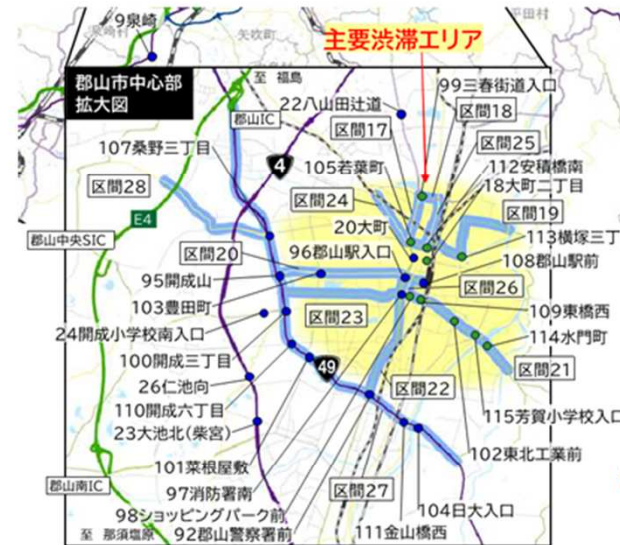 9泉崎
泉崎村
矢吹町
平田村
主要渋滞エリア
郡山市中心部
拡大図
至 福島
99三春街道入口
22八山田辻道
区間18
郡山IC
区間17
区間25
107桑野三丁目
4
105若葉町
112安積橋南
区間28
区間24
18大町二丁目
区間19
E4
20大町
113横塚三丁
郡山中央SIC
区間20
96郡山駅入口
108郡山駅前
95開成山
区間26
103豊田町
109東橋西
24開成小学校南入口
区間23
114水門町
100開成三丁目
49
26仁池向
区間22
区間21
110開成六丁目
23大池北(柴宮)
115芳賀小学校入口
101菜根屋敷
102東北工業前
97消防署南
郡山南IC
区間27
104日大入口
98ショッピングパーク前
至 那須塩原
92郡山警察署前
111金山橋西